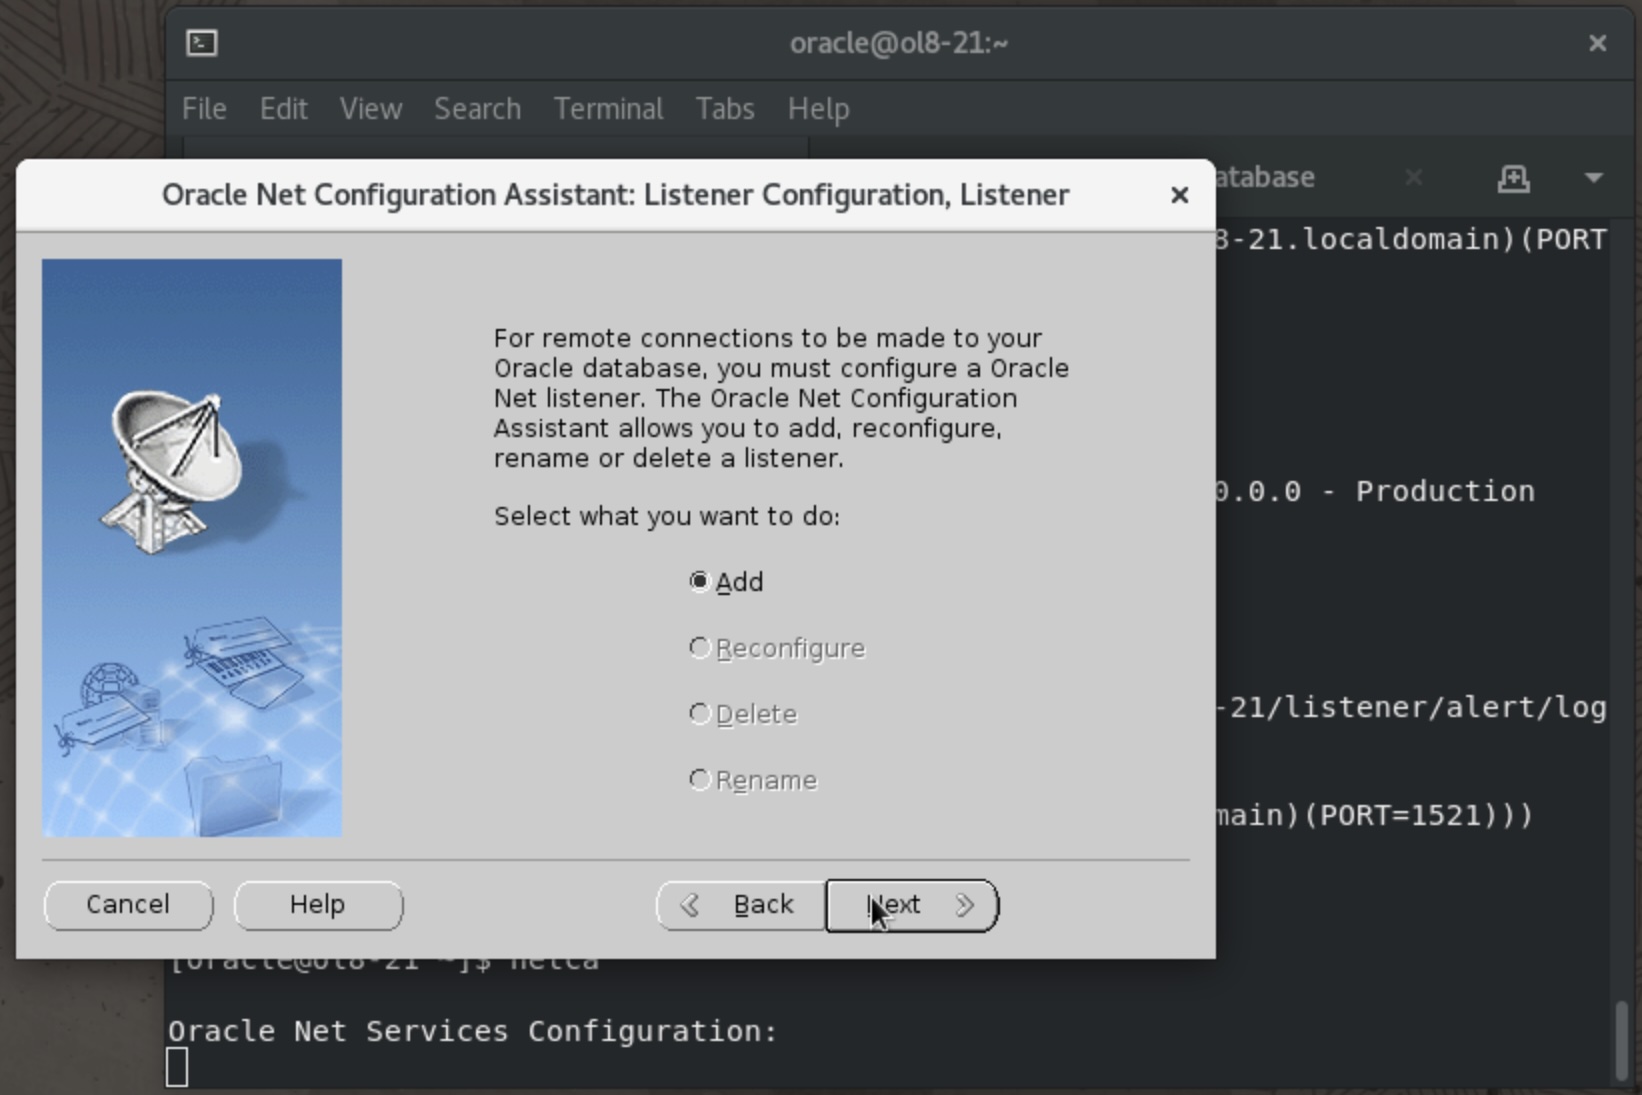 oracle@ol8-21:~
File Edit View Search Terminal Tabs Help
atabase
Oracle Net Configuration Assistant: Listener Configuration, Listener
8-21.localdomain)(PORT
For remote connections to be made to your
Oracle database, you must configure a Oracle
Net listener. The Oracle Net Configuration
Assistant allows you to add, reconfigure,
rename or delete a listener.
0.0.0 - Production
Select what you want to do:
Add
Reconfigure
Delete
Rename
-21/listener/alert/log
main)(PORT=1521)))
Cancel Help Back Next
[oracle@ol8-21 ~]$ netca
Oracle Net Services Configuration: